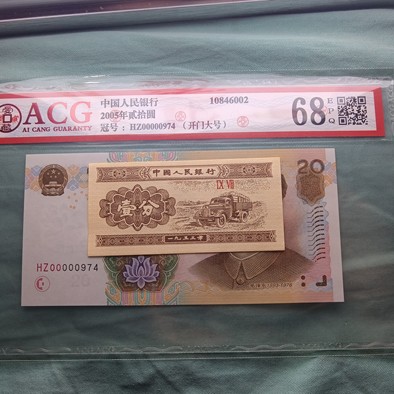 ACG
AI CANG GUARANTY
中国人民银行
2005年贰拾圆
冠号：HZ00000974 （开门大号）
10846002
68
E
P
Q
20
中国人民银行
IX VII
壹分
一九五三年
HZ00000974